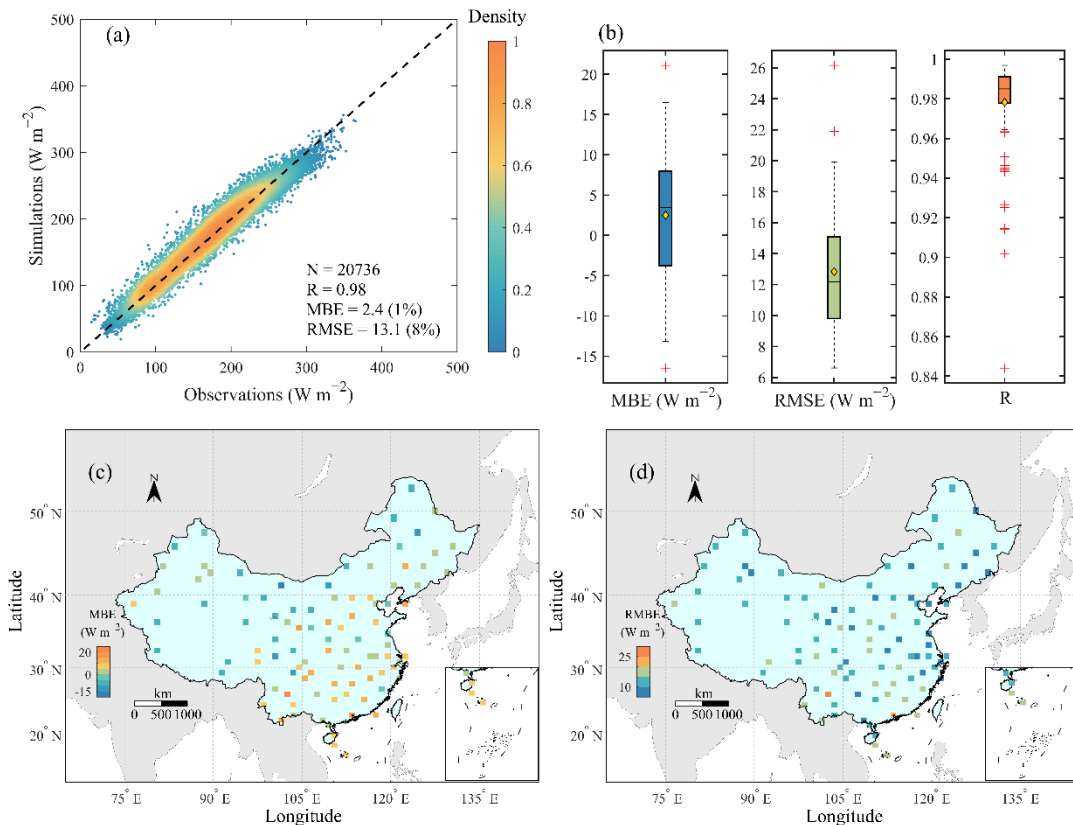 (a)
Density
500
400
300
200
100
0
Simulations (W m⁻²)
N = 20736
R = 0.98
MBE = 2.4 (1%)
RMSE = 13.1 (8%)
0
100
200
300
400
500
Observations (W m⁻²)
1
0.8
0.6
0.4
0.2
0
(b)
20
15
10
5
0
-5
-10
-15
MBE (W m⁻²)
26
24
22
20
18
16
14
12
10
8
6
RMSE (W m⁻²)
1
0.98
0.96
0.94
0.92
0.9
0.88
0.86
0.84
R
(c)
N
50° N
40° N
30° N
20° N
Latitude
MBE
(W m⁻²)
20
0
-15
km
0 500 1000
75° E
90° E
105° E
120° E
135° E
Longitude
(d)
N
50° N
40° N
30° N
20° N
Latitude
RMBE
(W m⁻²)
25
10
km
0 500 1000
75° E
90° E
105° E
120° E
135° E
Longitude